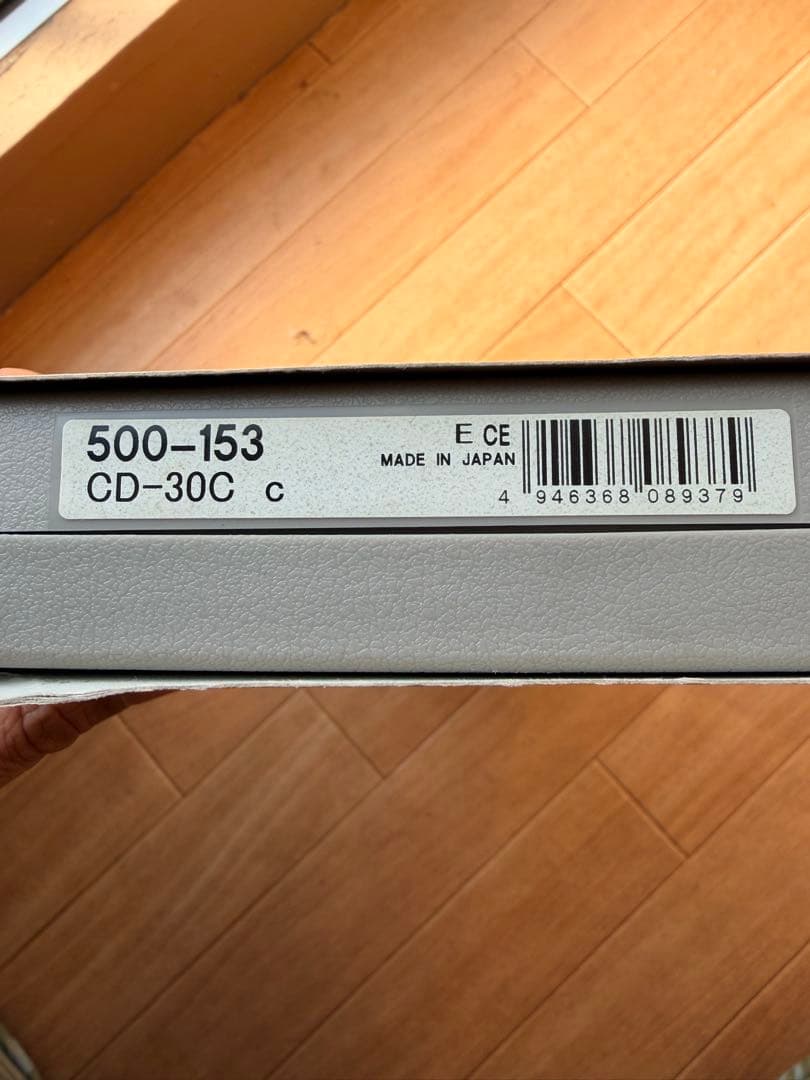 500-153
CD-30C c
E CE
MADE IN JAPAN
4 946368 089379